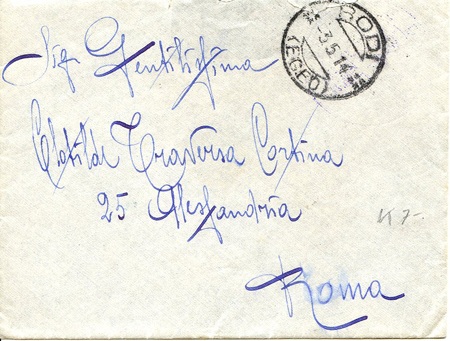 RODI
3.5.14
(EGEO)
Sig. Gentilissima
Clotilde Traversa Cortina
25 Alessandria
Roma